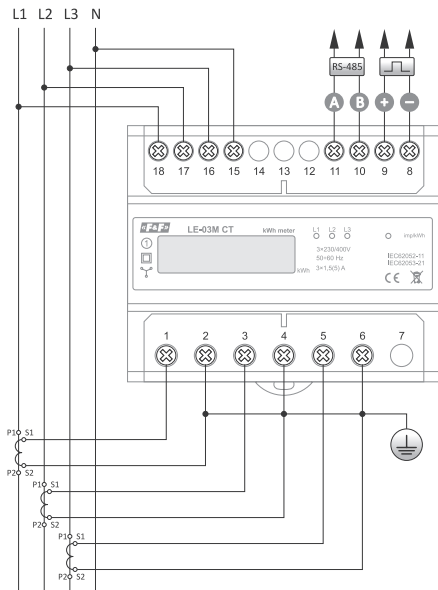 L1 L2 L3 N
RS-485
A B + −
18 17 16 15 14 13 12 11 10 9 8
«F&F»
LE-03M CT kWh meter
L1 L2 L3
imp/kWh
1
3×230/400V
50÷60 Hz
3×1,5(5) A
kWh
IEC62052-11
IEC62053-21
CE
1 2 3 4 5 6 7
P1 S1
P2 S2
P1 S1
P2 S2
P1 S1
P2 S2